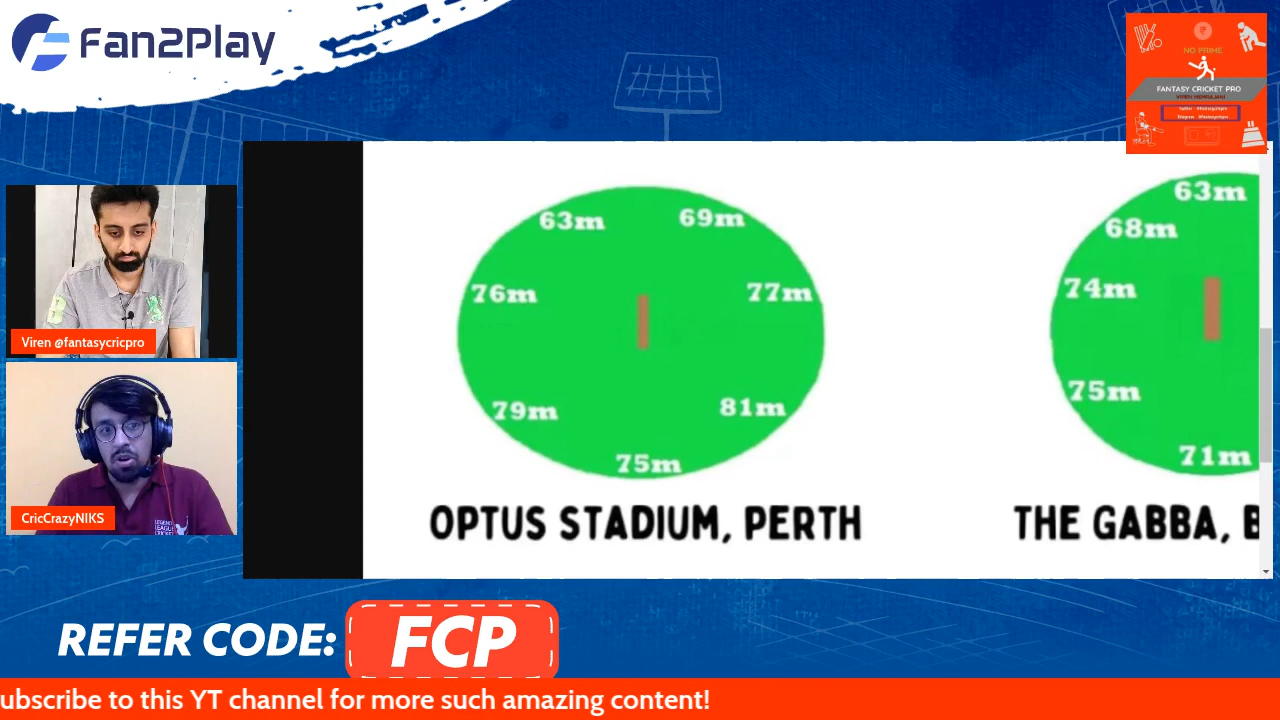 Fan2Play
NO PRIME
FANTASY CRICKET PRO
63m
69m
76m
77m
79m
81m
75m
OPTUS STADIUM, PERTH
63m
68m
74m
75m
71m
THE GABBA, B
Viren @fantasycricpro
CricCrazyNIKS
REFER CODE: FCP
ubscribe to this YT channel for more such amazing content!